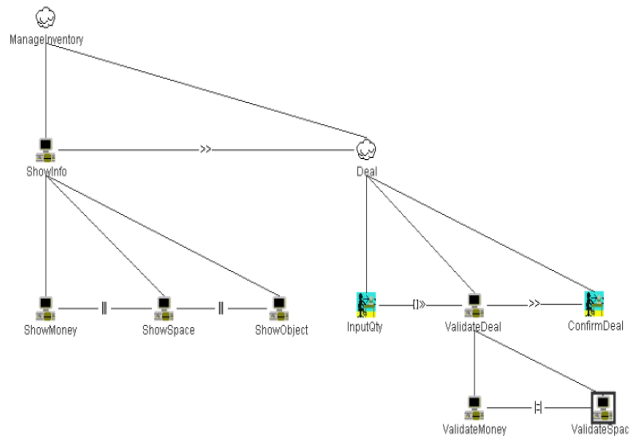 ManageInventory
>>
ShowInfo
Deal
|||
|||
[]>>
>>
ShowMoney
ShowSpace
ShowObject
InputQty
ValidateDeal
ConfirmDeal
|=|
ValidateMoney
ValidateSpac